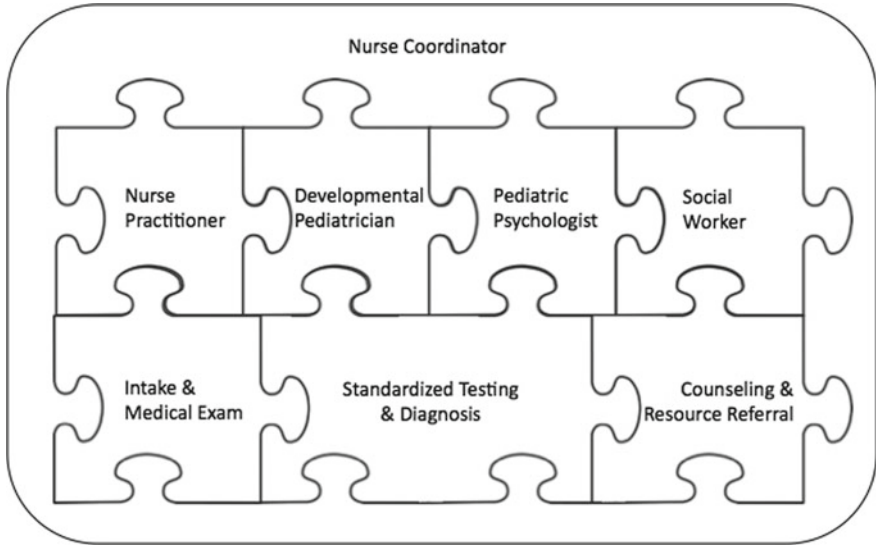 Nurse Coordinator
Nurse
Practitioner
Developmental
Pediatrician
Pediatric
Psychologist
Social
Worker
Intake &
Medical Exam
Standardized Testing
& Diagnosis
Counseling &
Resource Referral